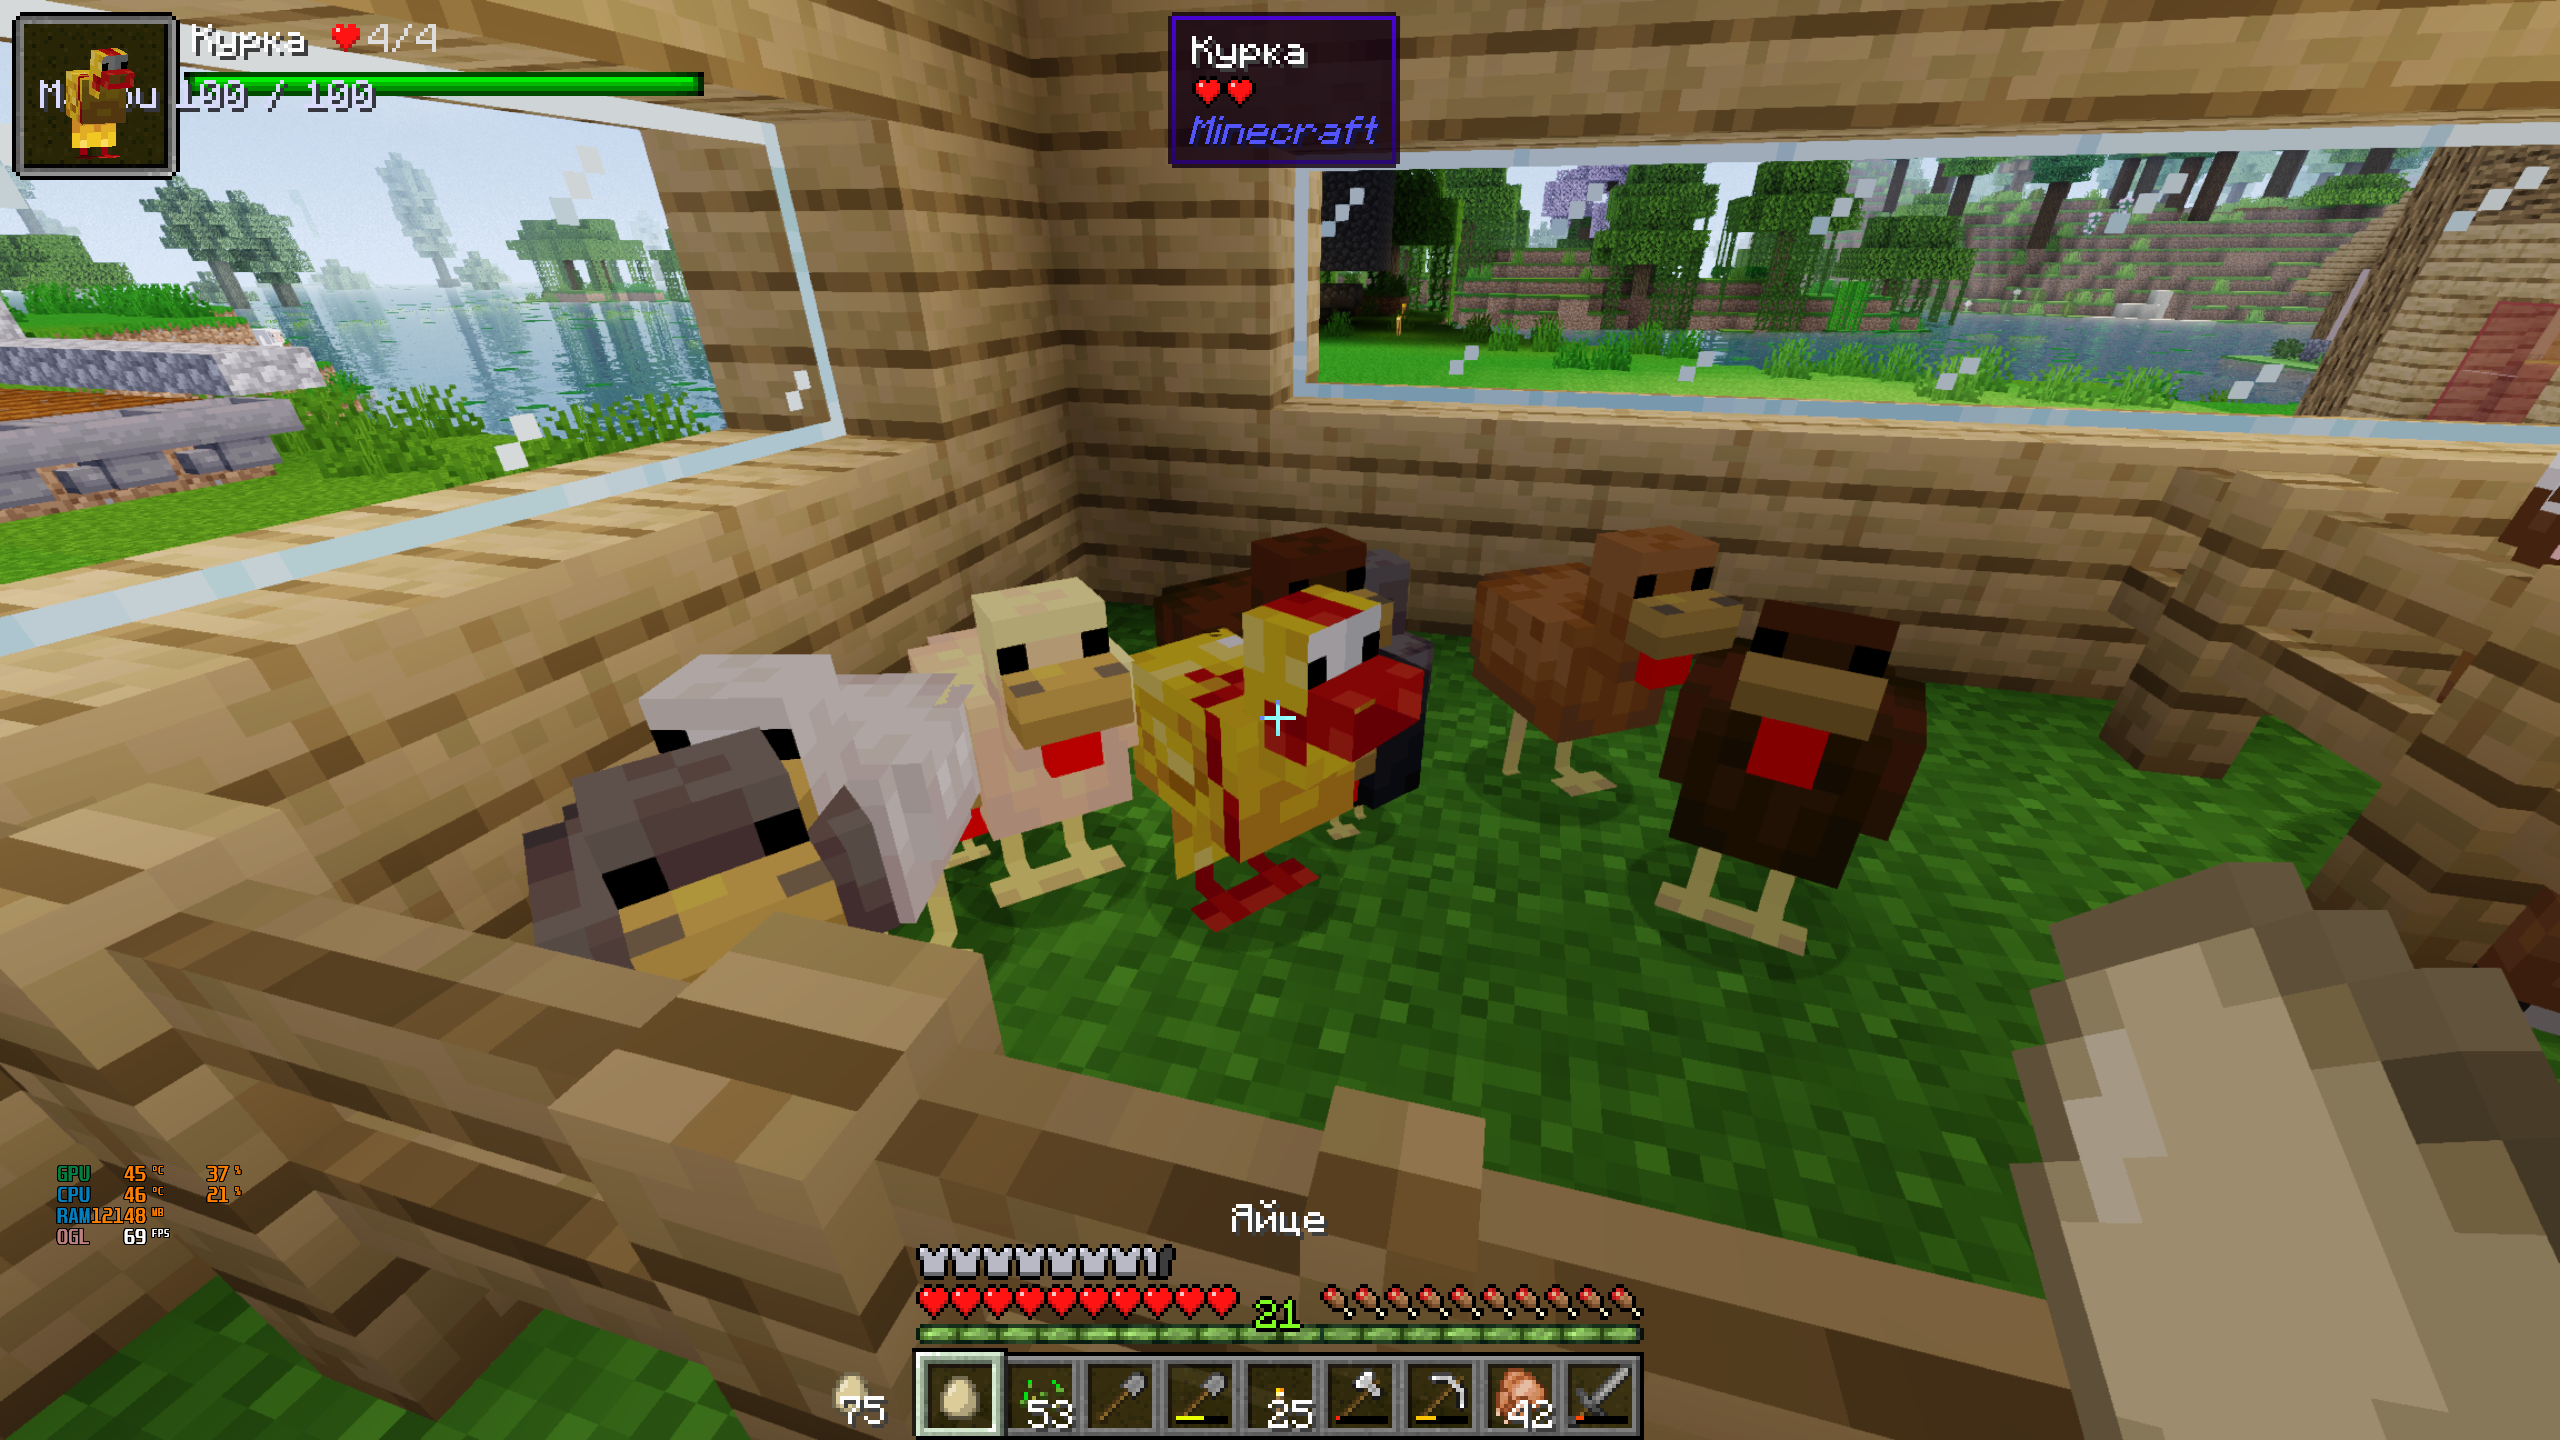 Курка 4/4
100 / 100
Курка
Minecraft
GPU 45 °C 37 %
CPU 46 °C 21 %
RAM 12148 MB
OGL 69 FPS
Яйце
21
75
53
25
42